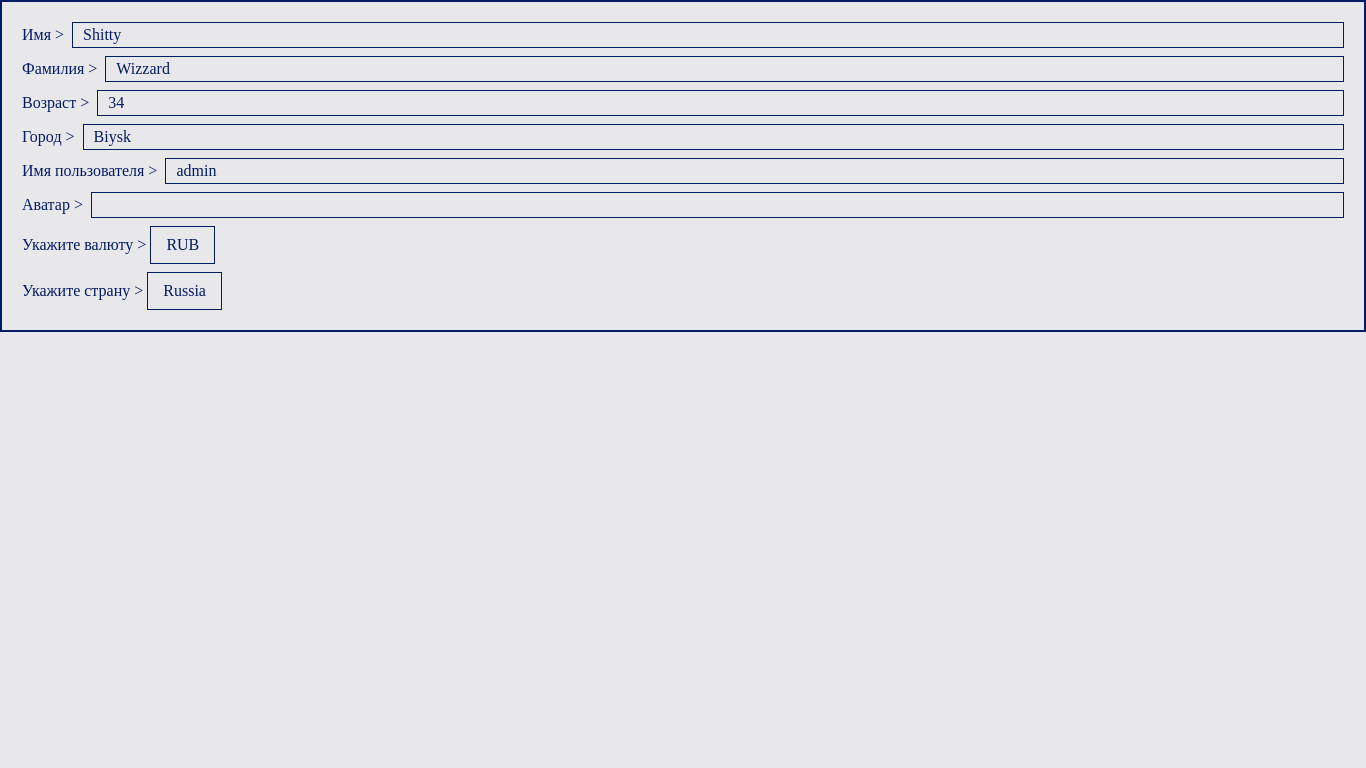 Имя > Shitty
Фамилия > Wizzard
Возраст > 34
Город > Biysk
Имя пользователя > admin
Аватар >
Укажите валюту > RUB
Укажите страну > Russia